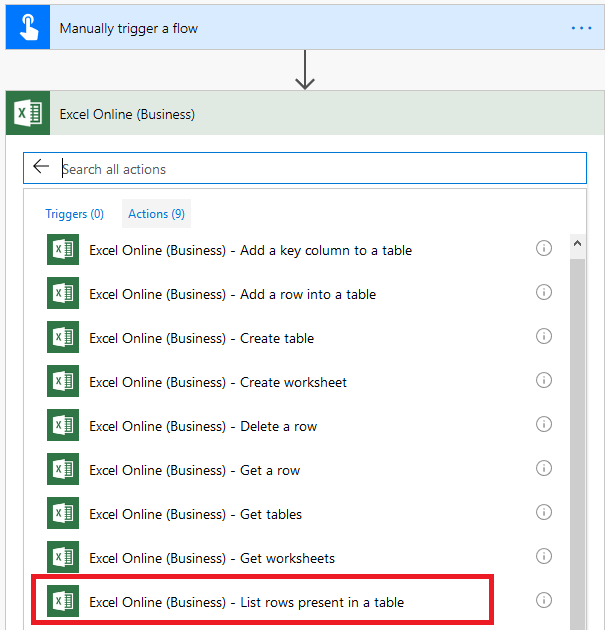 Manually trigger a flow
Excel Online (Business)
Search all actions
Triggers (0) Actions (9)
Excel Online (Business) - Add a key column to a table
Excel Online (Business) - Add a row into a table
Excel Online (Business) - Create table
Excel Online (Business) - Create worksheet
Excel Online (Business) - Delete a row
Excel Online (Business) - Get a row
Excel Online (Business) - Get tables
Excel Online (Business) - Get worksheets
Excel Online (Business) - List rows present in a table